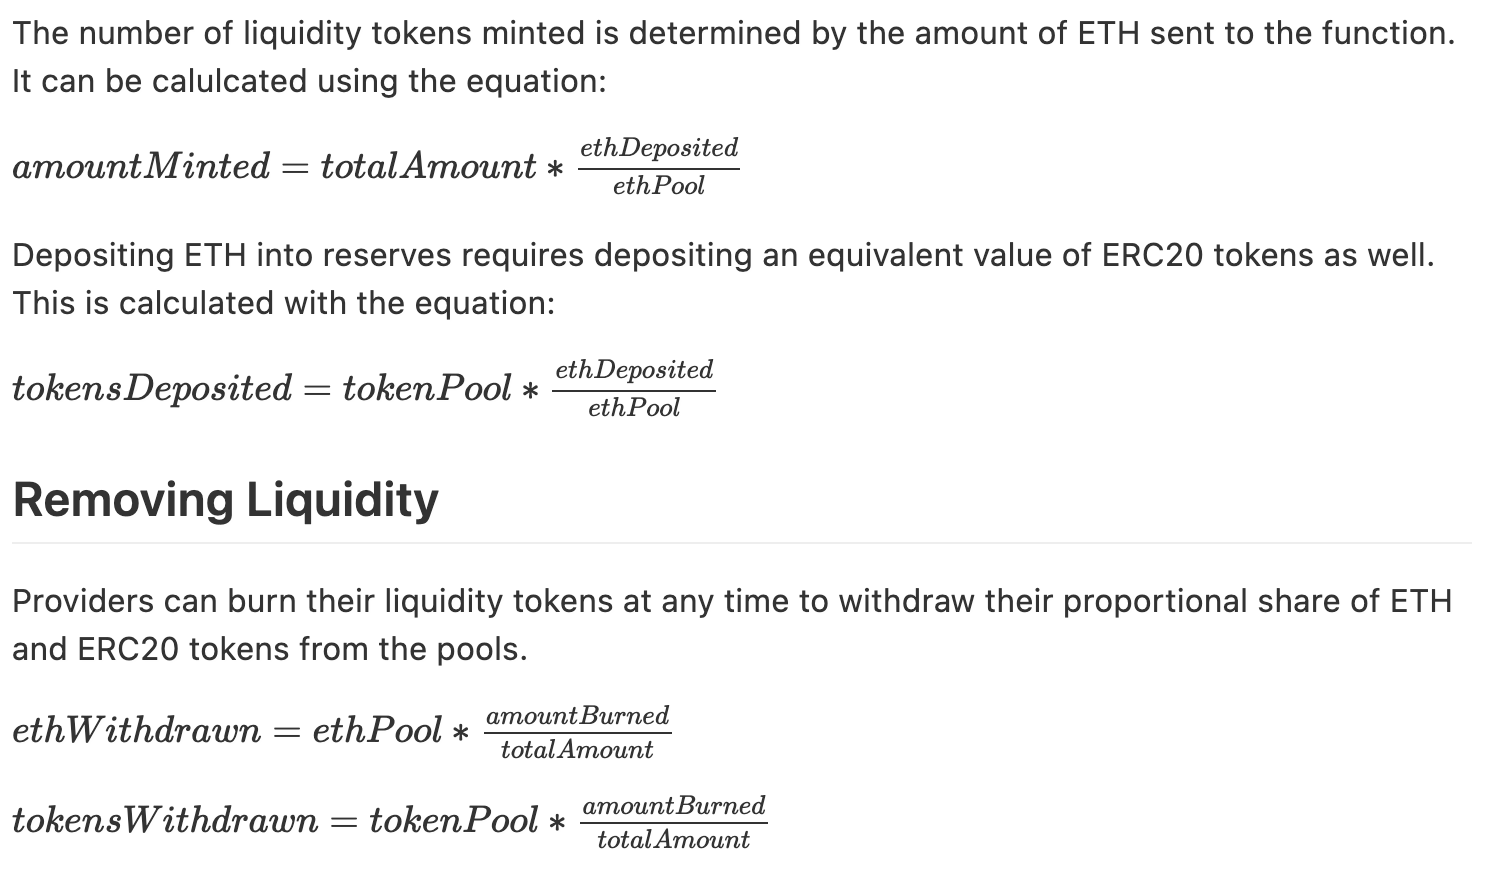 The number of liquidity tokens minted is determined by the amount of ETH sent to the function.
It can be calulcated using the equation:
amountMinted = totalAmount * ethDeposited / ethPool
Depositing ETH into reserves requires depositing an equivalent value of ERC20 tokens as well.
This is calculated with the equation:
tokensDeposited = tokenPool * ethDeposited / ethPool
Removing Liquidity
Providers can burn their liquidity tokens at any time to withdraw their proportional share of ETH
and ERC20 tokens from the pools.
ethWithdrawn = ethPool * amountBurned / totalAmount
tokensWithdrawn = tokenPool * amountBurned / totalAmount